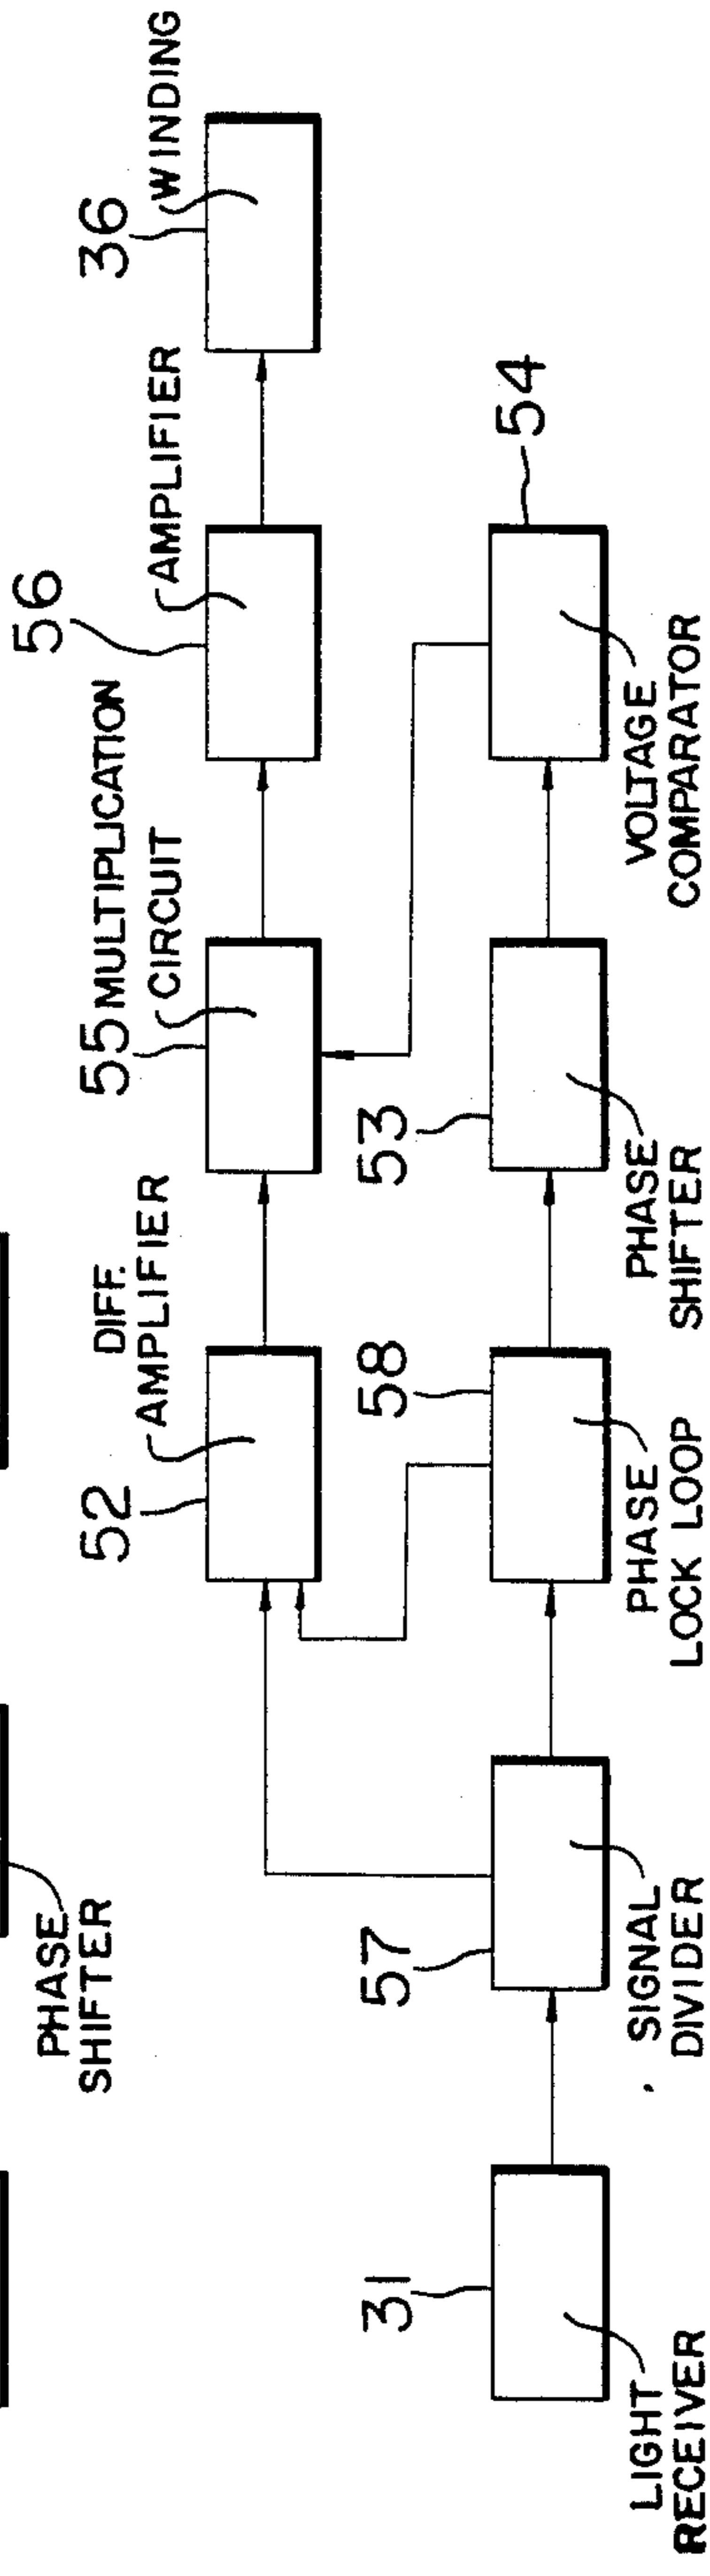 PHASE
SHIFTER
56
36
WINDING
AMPLIFIER
55 MULTIPLICATION
CIRCUIT
52
DIFF.
AMPLIFIER
54
53
58
57
31
LIGHT
RECEIVER
SIGNAL
DIVIDER
PHASE
LOCK LOOP
PHASE
SHIFTER
VOLTAGE
COMPARATOR